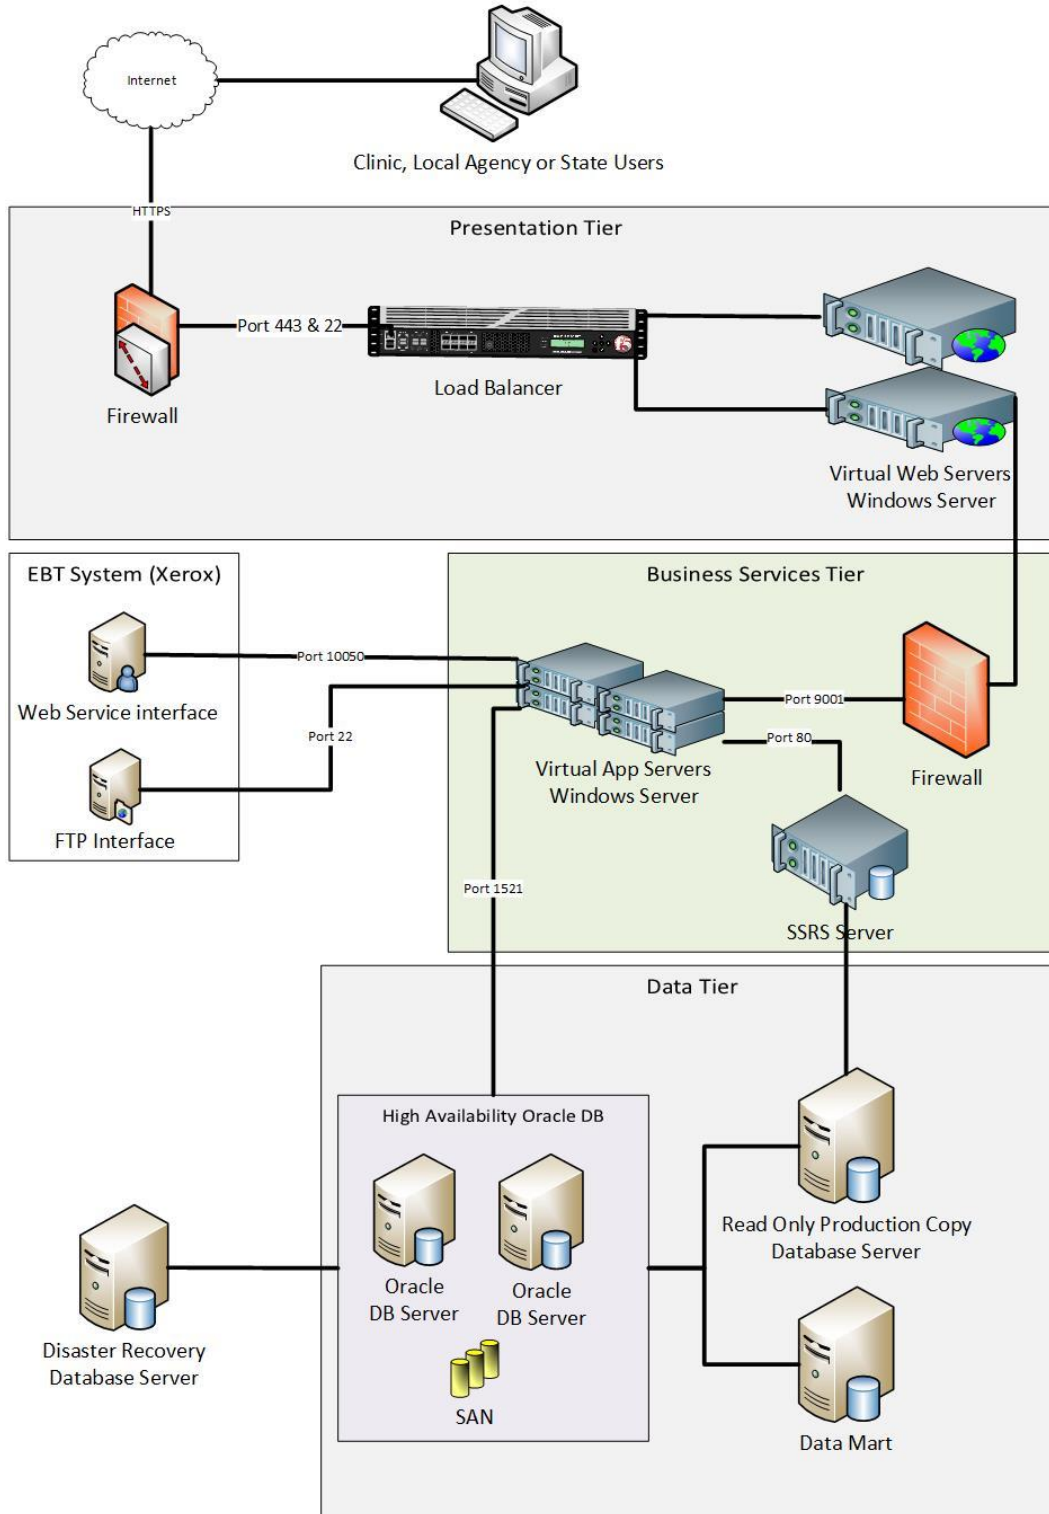 Internet
Clinic, Local Agency or State Users
HTTPS
Presentation Tier
Port 443 & 22
f5
Load Balancer
Firewall
Virtual Web Servers
Windows Server
EBT System (Xerox)
Business Services Tier
Port 10050
Web Service interface
Port 22
FTP Interface
Port 9001
Port 80
Virtual App Servers
Windows Server
Firewall
Port 1521
SSRS Server
Data Tier
High Availability Oracle DB
Oracle
DB Server
Oracle
DB Server
SAN
Read Only Production Copy
Database Server
Disaster Recovery
Database Server
Data Mart